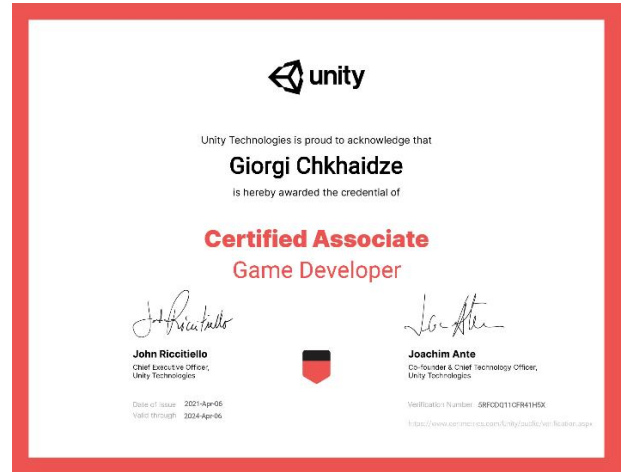 unity
Unity Technologies is proud to acknowledge that
Giorgi Chkhaidze
is hereby awarded the credential of
Certified Associate
Game Developer
John Riccitiello
Chief Executive Officer,
Unity Technologies
Date of issue 2021-Apr-06
Valid through 2024-Apr-06
Joachim Ante
Co-founder & Chief Technology Officer,
Unity Technologies
Verification Number